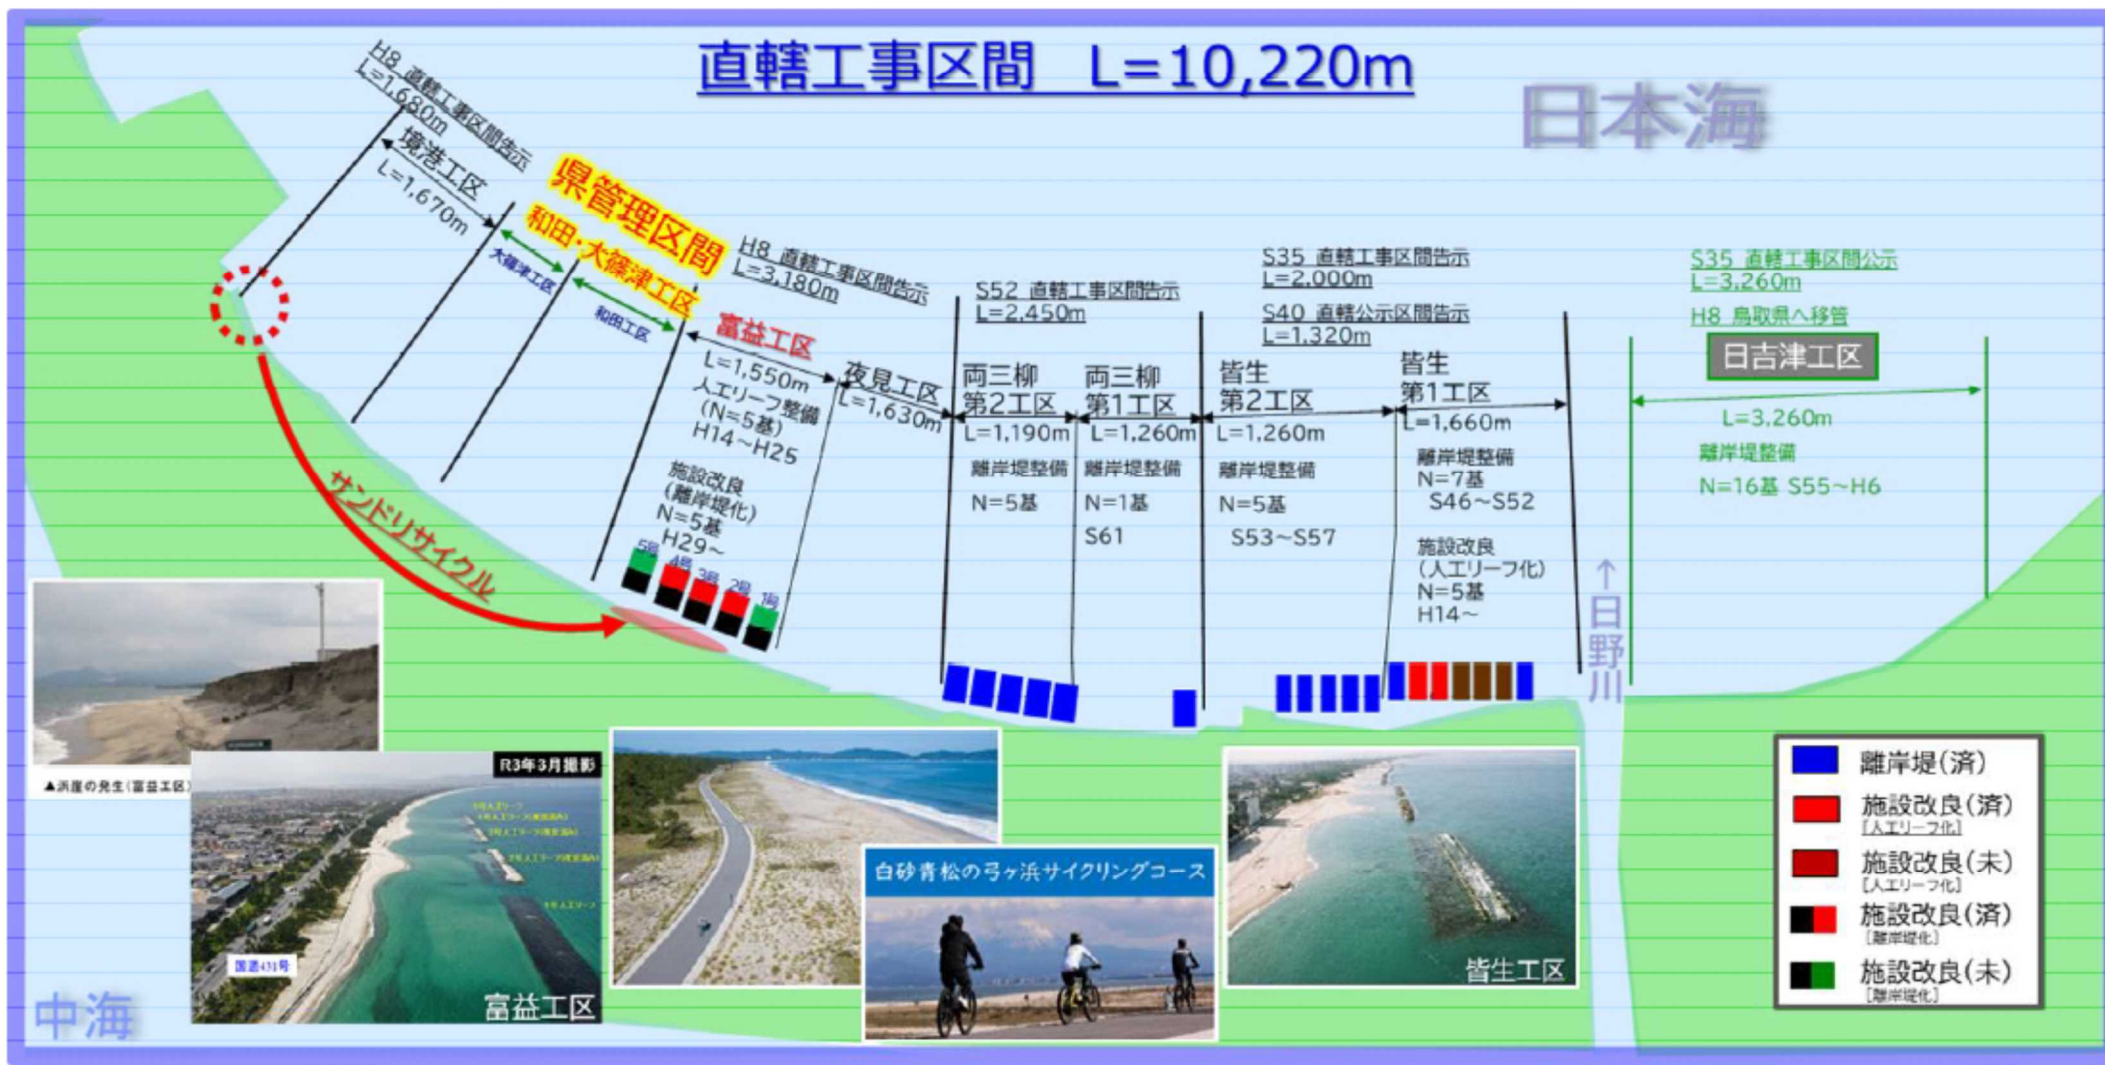 直轄工事区間　L=10,220m
日本海
H8 直轄工事区間告示
L=1,680m
境港工区
L=1,670m
県管理区間
和田・大篠津工区
大篠津工区
和田工区
H8 直轄工事区間告示
L=3,180m
富益工区
L=1,550m
人工リーフ整備
(N=5基)
H14～H25
施設改良
(離岸堤化)
N=5基
H29～
5号
4号
3号
2号
1号
夜見工区
L=1,630m
S52 直轄工事区間告示
L=2,450m
両三柳
第2工区
L=1,190m
離岸堤整備
N=5基
両三柳
第1工区
L=1,260m
離岸堤整備
N=1基
S61
S35 直轄工事区間告示
L=2,000m
S40 直轄公示区間告示
L=1,320m
皆生
第2工区
L=1,260m
離岸堤整備
N=5基
S53～S57
皆生
第1工区
L=1,660m
離岸堤整備
N=7基
S46～S52
施設改良
(人工リーフ化)
N=5基
H14～
S35 直轄工事区間公示
L=3,260m
H8 鳥取県へ移管
日吉津工区
L=3,260m
離岸堤整備
N=16基 S55～H6
↑日野川
サンドリサイクル
▲浜崖の発生(富益工区)
R3年3月撮影
国道431号
富益工区
白砂青松の弓ヶ浜サイクリングコース
皆生工区
中海
離岸堤(済)
施設改良(済)
[人工リーフ化]
施設改良(未)
[人工リーフ化]
施設改良(済)
[離岸堤化]
施設改良(未)
[離岸堤化]